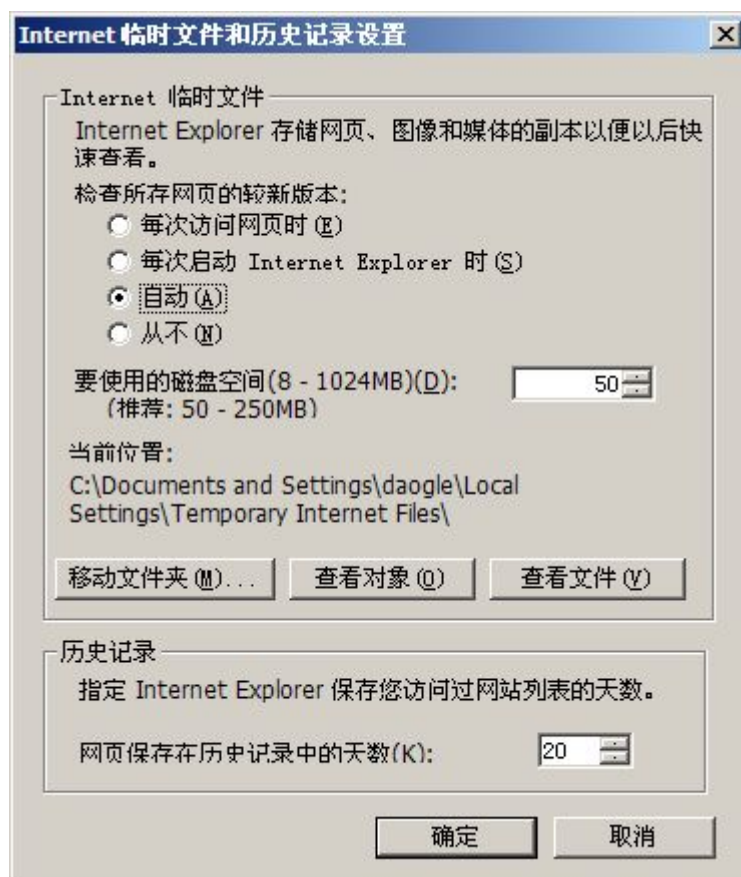 Internet 临时文件和历史记录设置
Internet 临时文件
Internet Explorer 存储网页、图像和媒体的副本以便以后快
速查看。
检查所存网页的较新版本:
每次访问网页时(E)
每次启动 Internet Explorer 时(S)
自动(A)
从不(N)
要使用的磁盘空间(8 - 1024MB)(D): 50
(推荐: 50 - 250MB)
当前位置:
C:\Documents and Settings\daogle\Local
Settings\Temporary Internet Files\
移动文件夹(M)... 查看对象(O) 查看文件(V)
历史记录
指定 Internet Explorer 保存您访问过网站列表的天数。
网页保存在历史记录中的天数(K): 20
确定 取消